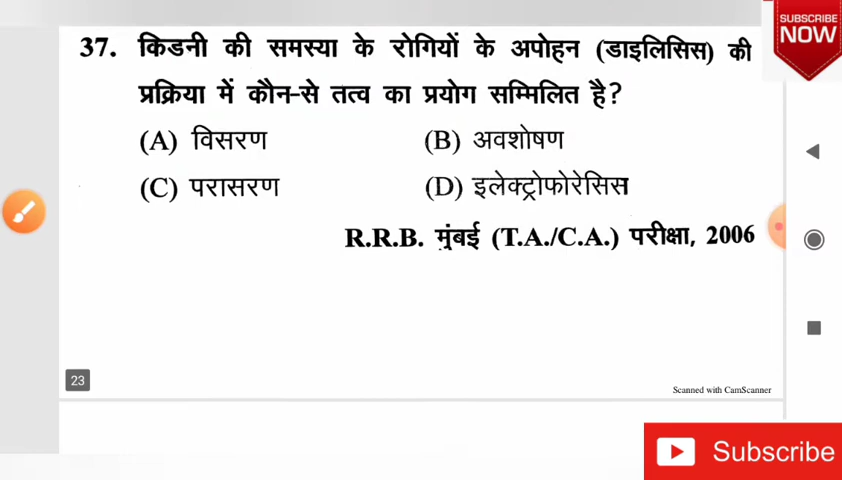 SUBSCRIBE
NOW
37. किडनी की समस्या के रोगियों के अपोहन (डाइलिसिस) की
प्रक्रिया में कौन-से तत्व का प्रयोग सम्मिलित है?
(A) विसरण (B) अवशोषण
(C) परासरण (D) इलेक्ट्रोफोरेसिस
R.R.B. मुंबई (T.A./C.A.) परीक्षा, 2006
23
Scanned with CamScanner
Subscribe